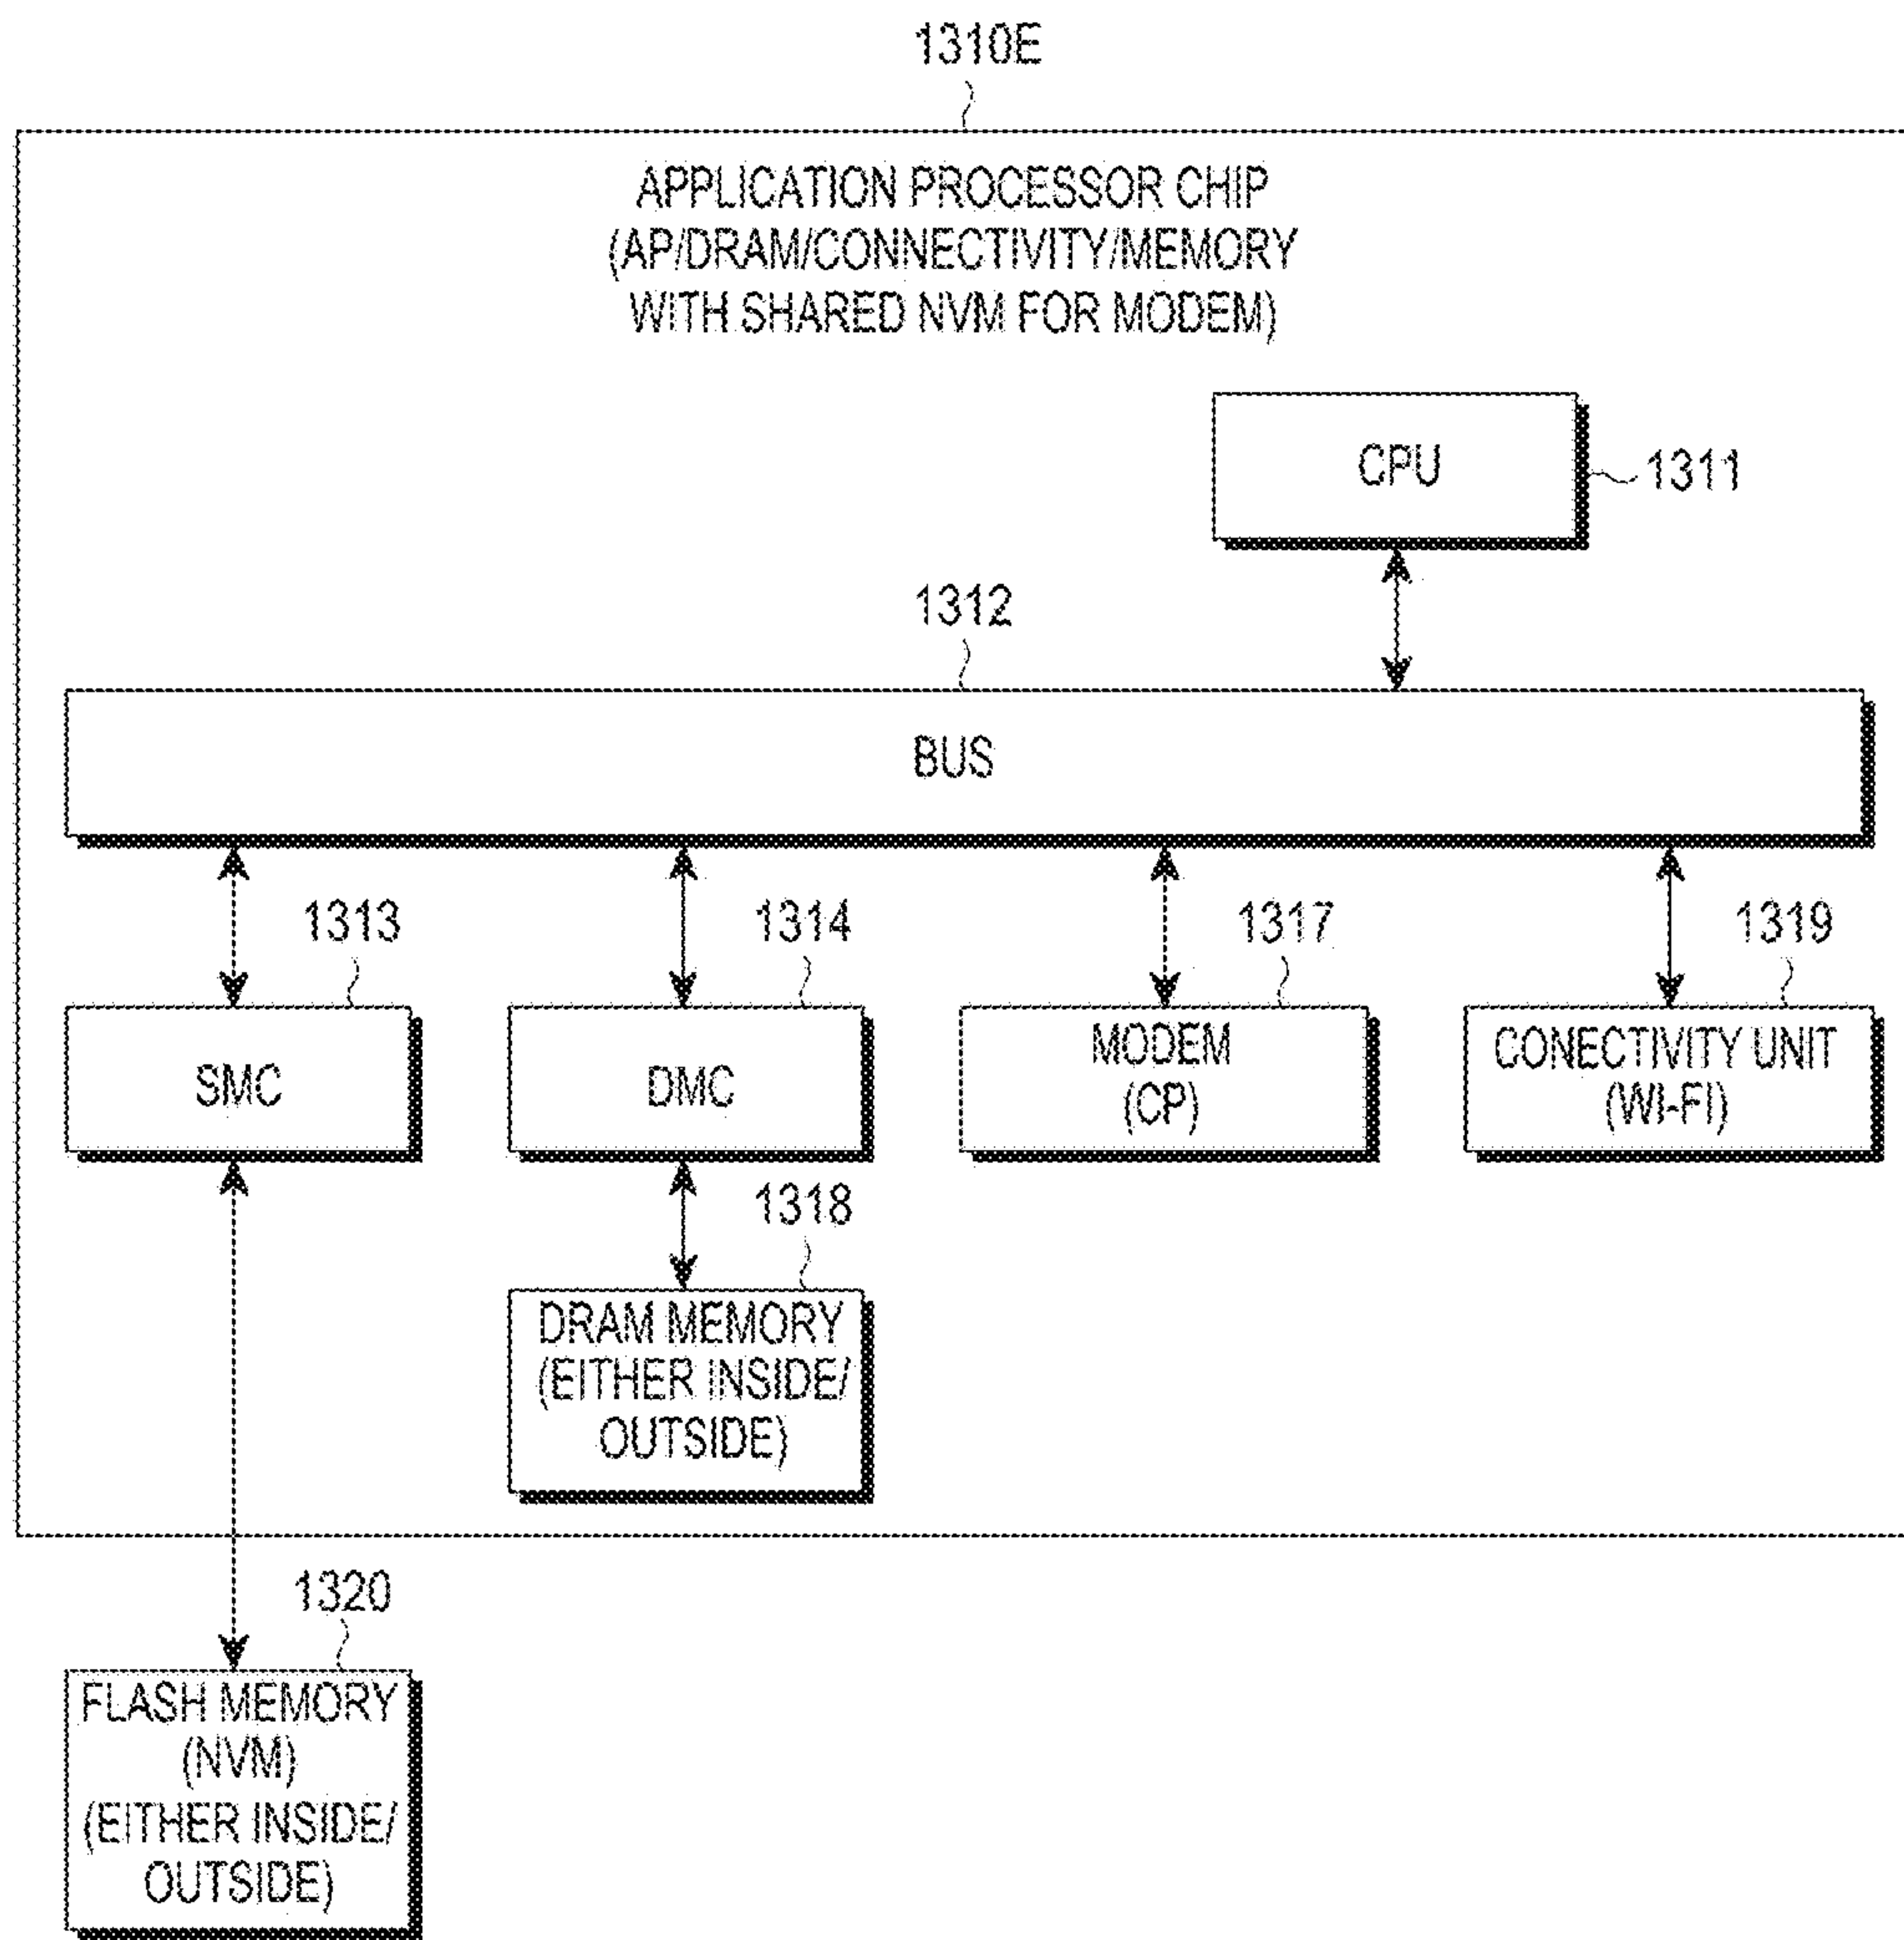 1310E
APPLICATION PROCESSOR CHIP
(AP/DRAM/CONNECTIVITY/MEMORY
WITH SHARED NVM FOR MODEM)
CPU
1311
1312
BUS
1313
1314
1317
1319
SMC
DMC
MODEM
(CP)
CONECTIVITY UNIT
(WI-FI)
1318
DRAM MEMORY
(EITHER INSIDE/
OUTSIDE)
1320
FLASH MEMORY
(NVM)
(EITHER INSIDE/
OUTSIDE)